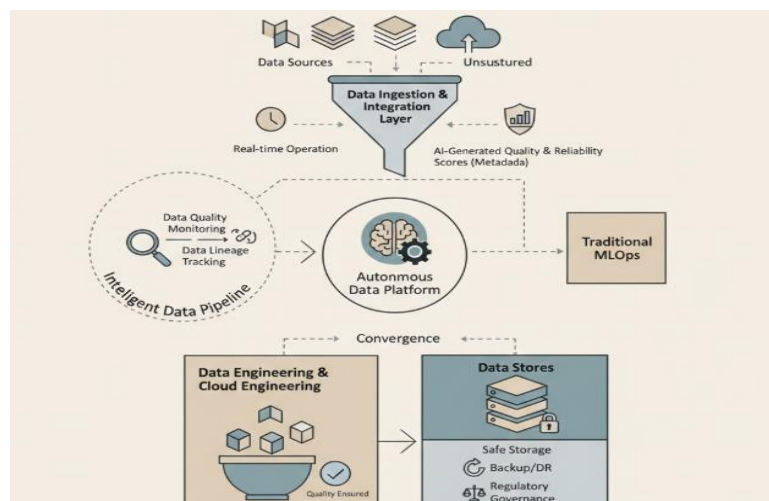 Data Sources
Unsustured
Data Ingestion &
Integration
Layer
Real-time Operation
AI-Generated Quality & Reliability
Scores (Metadada)
Data Quality
Monitoring
Data Lineage
Tracking
Inteligent Data Pipeline
Autonmous
Data Platform
Traditional
MLOps
Convergence
Data Engineering &
Cloud Engineering
Quality Ensured
Data Stores
Safe Storage
Backup/DR
Regulatory
Governance